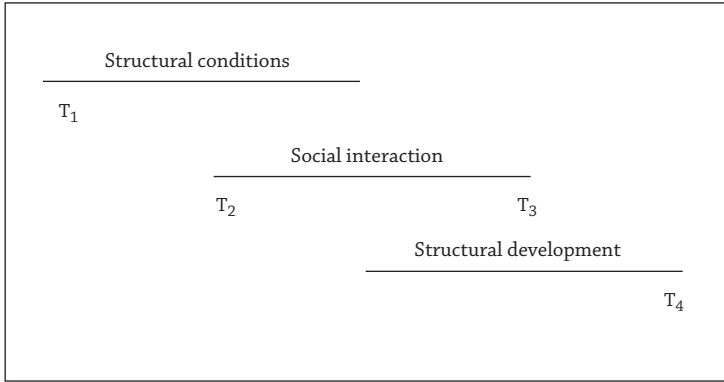 Structural conditions
T₁
Social interaction
T₂ T₃
Structural development
T₄